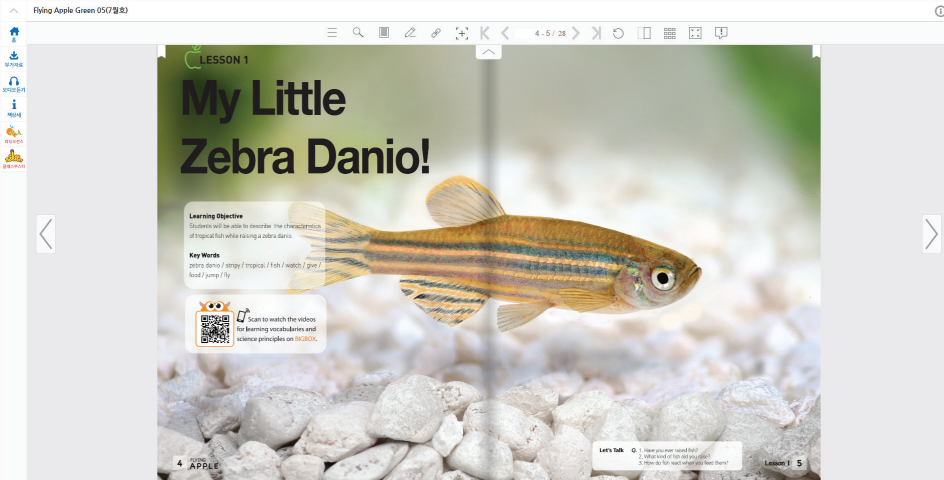 Flying Apple Green 05(7월호)
홈
부가자료
오디오듣기
책상세
4 - 5 / 28
LESSON 1
My Little
Zebra Danio!
Learning Objective
Students will be able to describe the characteristics
of tropical fish while raising a zebra danio.
Key Words
zebra danio / stripy / tropical / fish / watch / give /
food / jump / fly
Scan to watch the videos
for learning vocabularies and
science principles on BIGBOX.
Let's Talk Q. 1. Have you ever raised fish?
2. What kind of fish did you raise?
3. How do fish react when you feed them?
4 FLYING
APPLE
Lesson 1 5